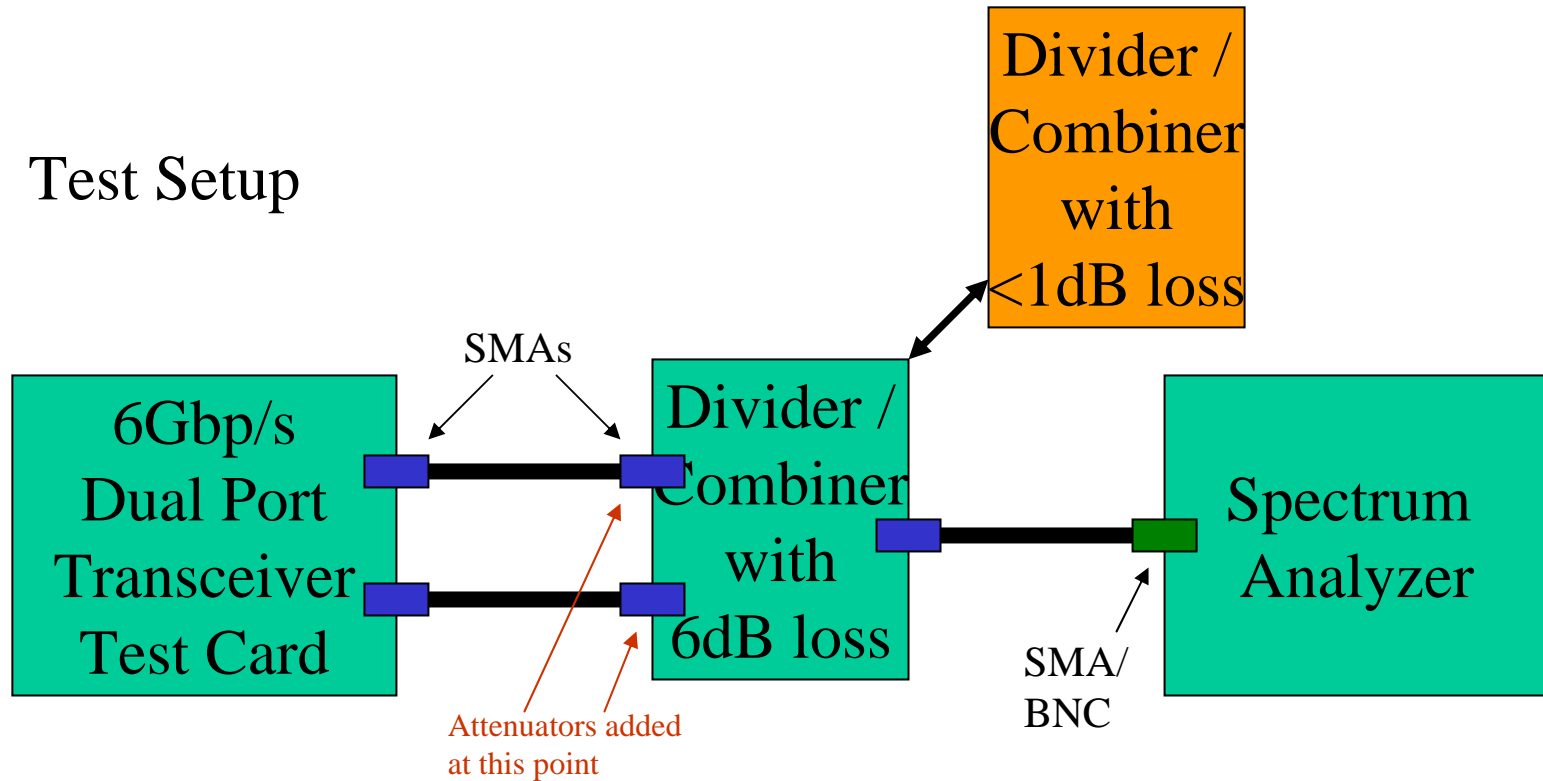 Test Setup
Divider /
Combiner
with
<1dB loss
SMAs
6Gbp/s
Dual Port
Transceiver
Test Card
Divider /
Combiner
with
6dB loss
Spectrum
Analyzer
SMA/
BNC
Attenuators added
at this point